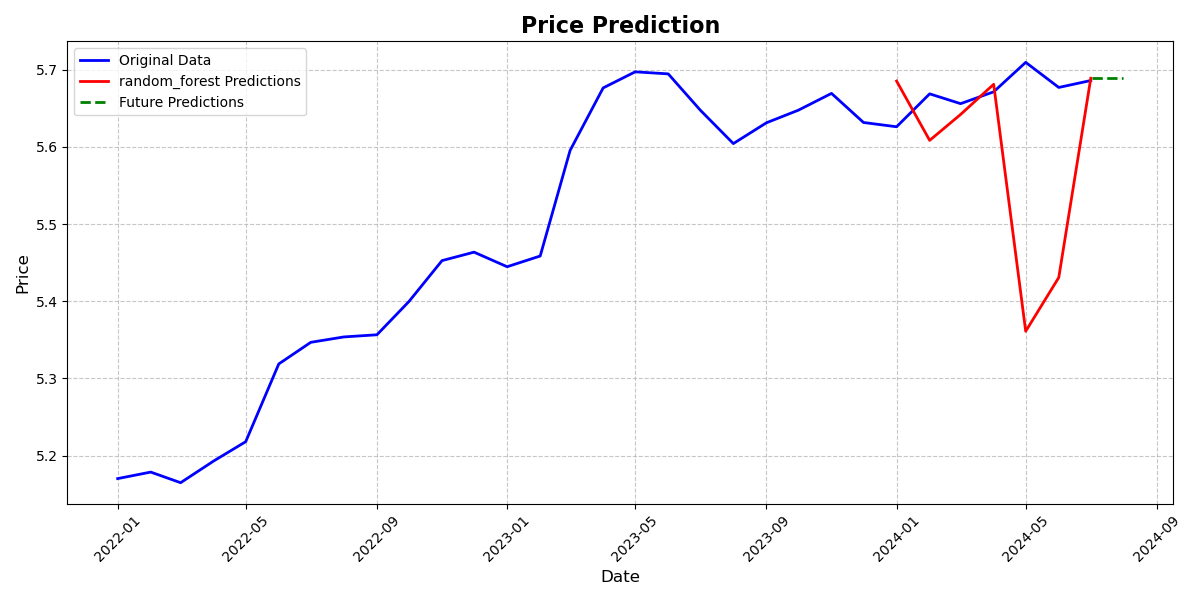 Price Prediction
Original Data
random_forest Predictions
Future Predictions
5.7
5.6
5.5
5.4
5.3
5.2
Price
2022-01
2022-05
2022-09
2023-01
2023-05
2023-09
2024-01
2024-05
2024-09
Date